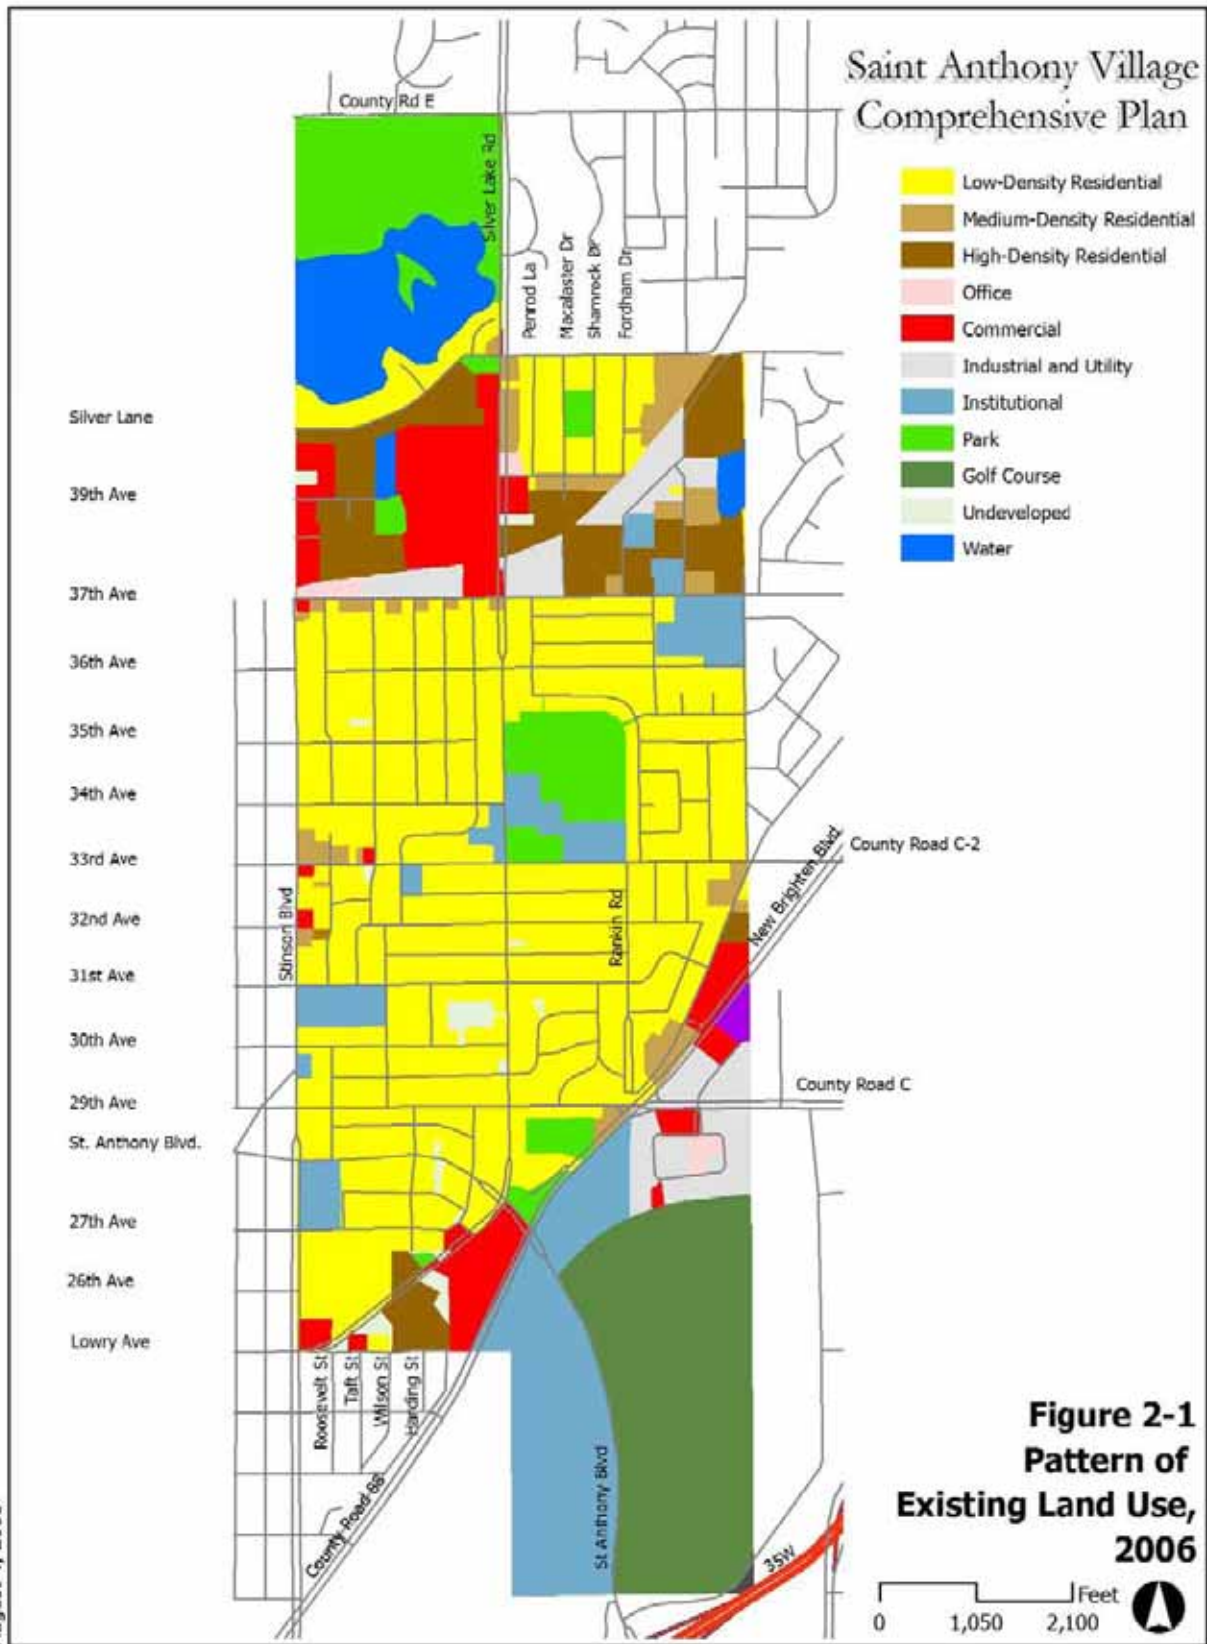 Saint Anthony Village
Comprehensive Plan
Low-Density Residential
Medium-Density Residential
High-Density Residential
Office
Commercial
Industrial and Utility
Institutional
Park
Golf Course
Undeveloped
Water
County Rd E
Silver Lake Rd
Penrod La
Macalaster Dr
Shamrock Dr
Fordham Dr
Silver Lane
39th Ave
37th Ave
36th Ave
35th Ave
34th Ave
33rd Ave
32nd Ave
31st Ave
30th Ave
29th Ave
St. Anthony Blvd.
27th Ave
26th Ave
Lowry Ave
Stinson Blvd
Rankin Rd
New Brighten Blvd
County Road C-2
County Road C
Roosevelt St
Taft St
Wilson St
Harding St
County Road 88
St Anthony Blvd
35W
Figure 2-1
Pattern of
Existing Land Use,
2006
Feet
0 1,050 2,100